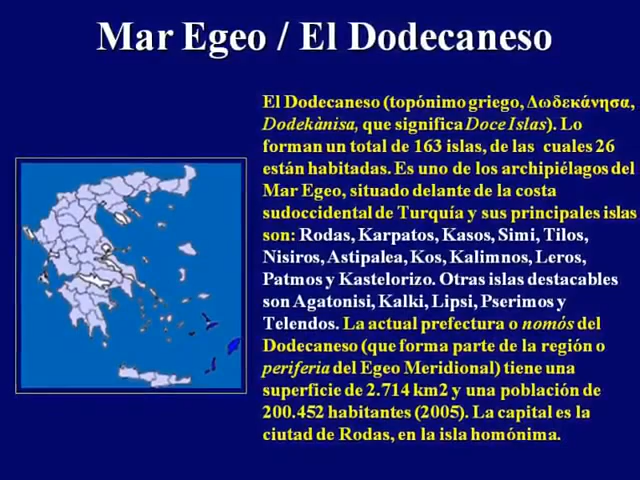 Mar Egeo / El Dodecaneso
El Dodecaneso (topónimo griego, Δωδεκάνησα,
Dodekànisa, que significa Doce Islas). Lo
forman un total de 163 islas, de las cuales 26
están habitadas. Es uno de los archipiélagos del
Mar Egeo, situado delante de la costa
sudoccidental de Turquía y sus principales islas
son: Rodas, Karpatos, Kasos, Simi, Tilos,
Nisiros, Astipalea, Kos, Kalimnos, Leros,
Patmos y Kastelorizo. Otras islas destacables
son Agatonisi, Kalki, Lipsi, Pserimos y
Telendos. La actual prefectura o nomós del
Dodecaneso (que forma parte de la región o
periferia del Egeo Meridional) tiene una
superficie de 2.714 km2 y una población de
200.452 habitantes (2005). La capital es la
ciutad de Rodas, en la isla homónima.